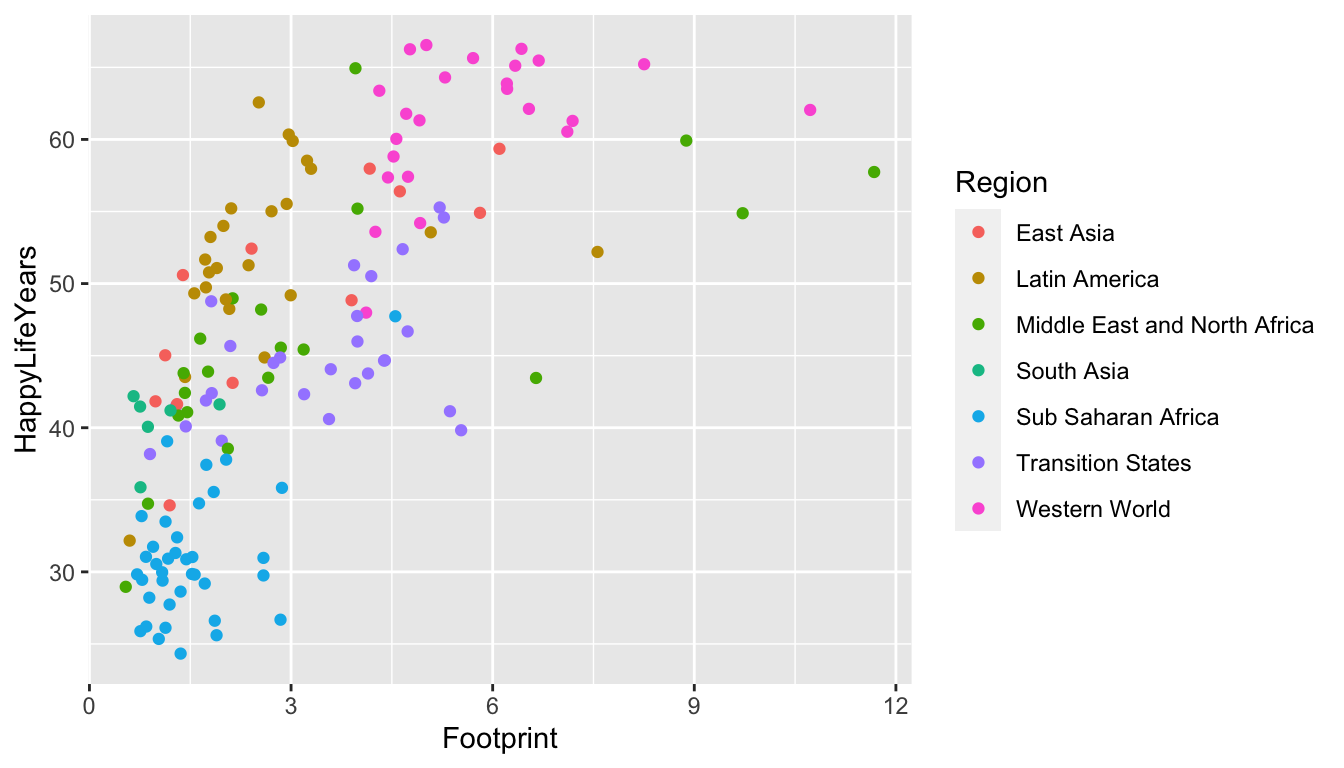 60
50
40
30
HappyLifeYears
0 3 6 9 12
Footprint
Region
East Asia
Latin America
Middle East and North Africa
South Asia
Sub Saharan Africa
Transition States
Western World